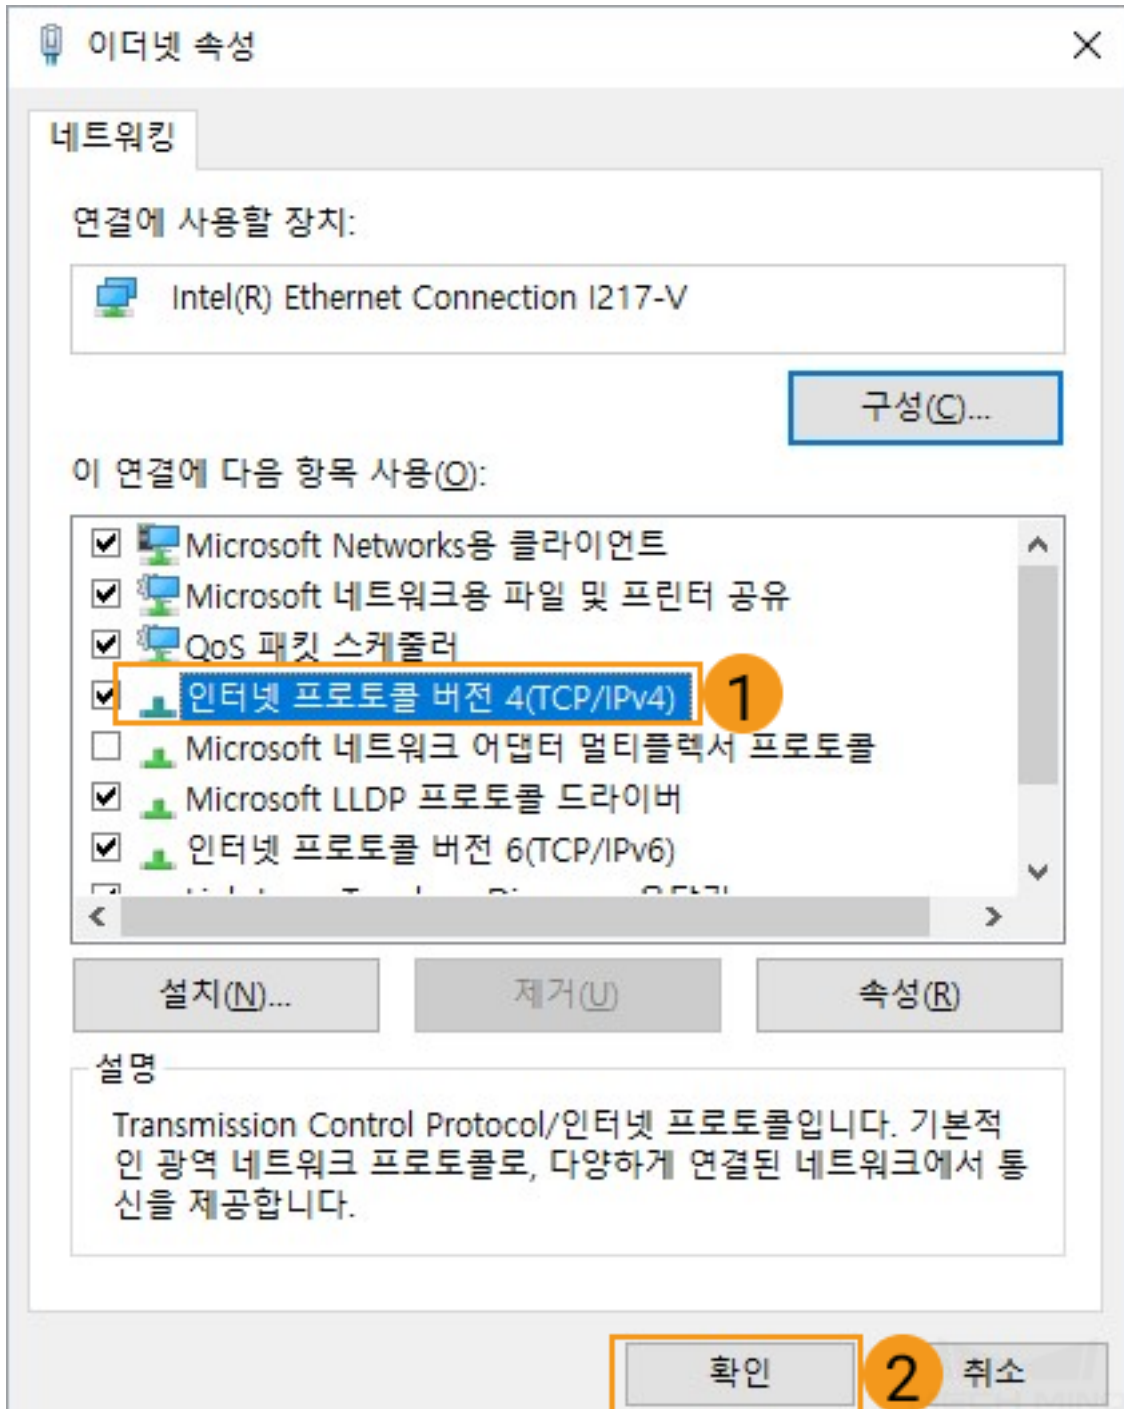 이더넷 속성
네트워킹
연결에 사용할 장치:
Intel(R) Ethernet Connection I217-V
구성(C)...
이 연결에 다음 항목 사용(O):
Microsoft Networks용 클라이언트
Microsoft 네트워크용 파일 및 프린터 공유
QoS 패킷 스케줄러
인터넷 프로토콜 버전 4(TCP/IPv4)
1
Microsoft 네트워크 어댑터 멀티플렉서 프로토콜
Microsoft LLDP 프로토콜 드라이버
인터넷 프로토콜 버전 6(TCP/IPv6)
설치(N)...
제거(U)
속성(R)
설명
Transmission Control Protocol/인터넷 프로토콜입니다. 기본적
인 광역 네트워크 프로토콜로, 다양하게 연결된 네트워크에서 통
신을 제공합니다.
확인
2
취소